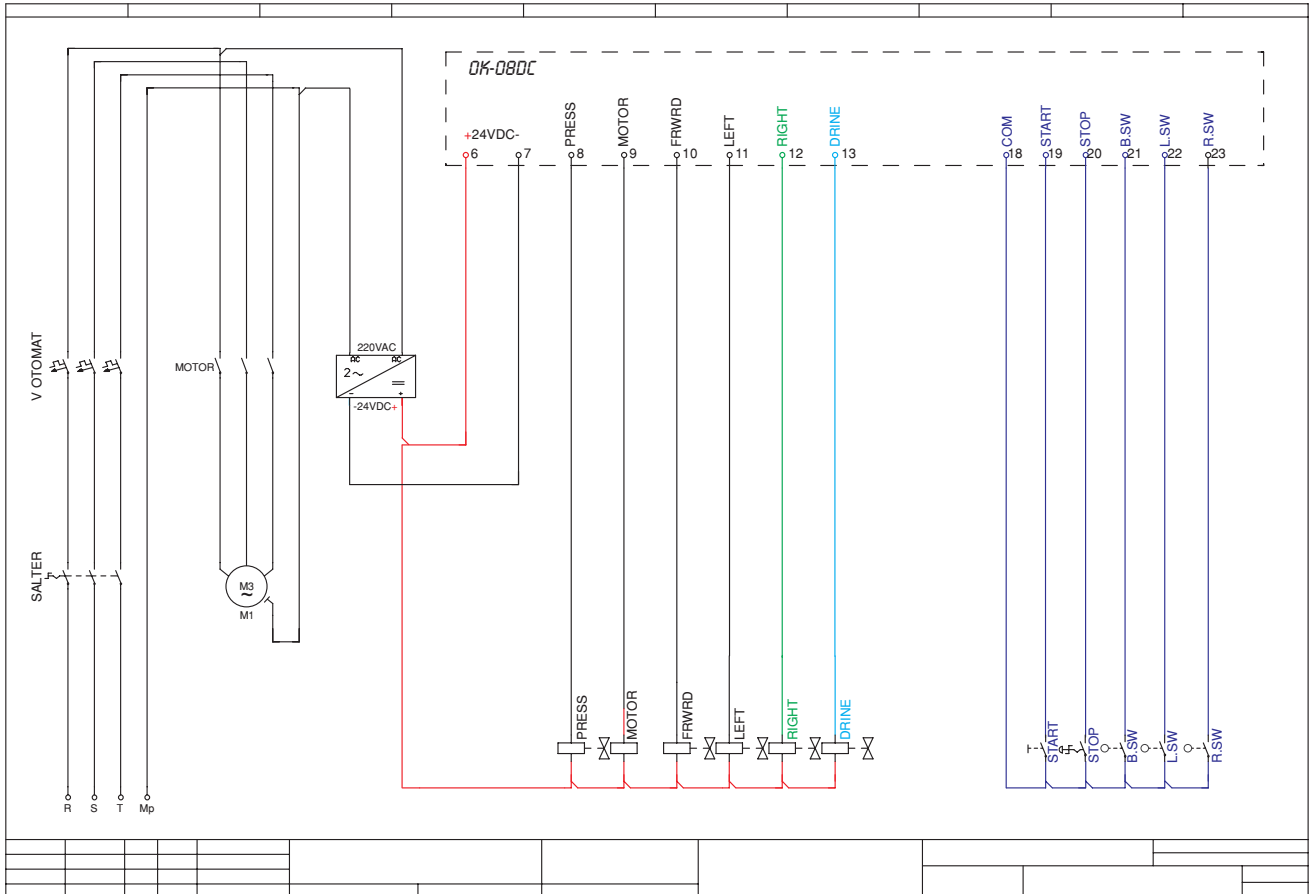 OK-08DC
+24VDC-
PRESS
MOTOR
FRWRD
LEFT
RIGHT
DRINE
COM
START
STOP
B.SW
L.SW
R.SW
6
7
8
9
10
11
12
13
18
19
20
21
22
23
V OTOMAT
MOTOR
220VAC
AC
AC
2~
-
+
-24VDC+
SALTER
M3
~
M1
PRESS
MOTOR
FRWRD
LEFT
RIGHT
DRINE
START
STOP
B.SW
L.SW
R.SW
R
S
T
Mp